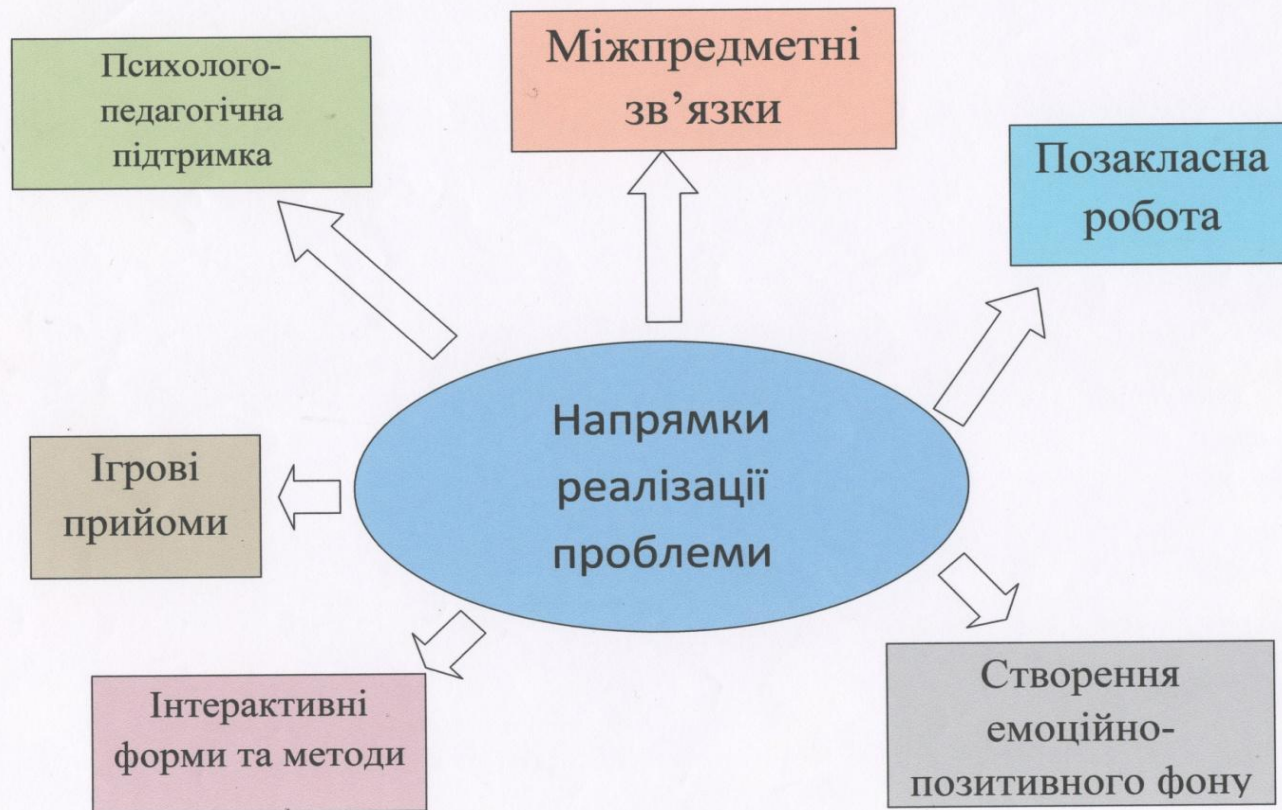 Психолого-
педагогічна
підтримка
Міжпредметні
зв’язки
Позакласна
робота
Напрямки
реалізації
проблеми
Ігрові
прийоми
Інтерактивні
форми та методи
Створення
емоційно-
позитивного фону